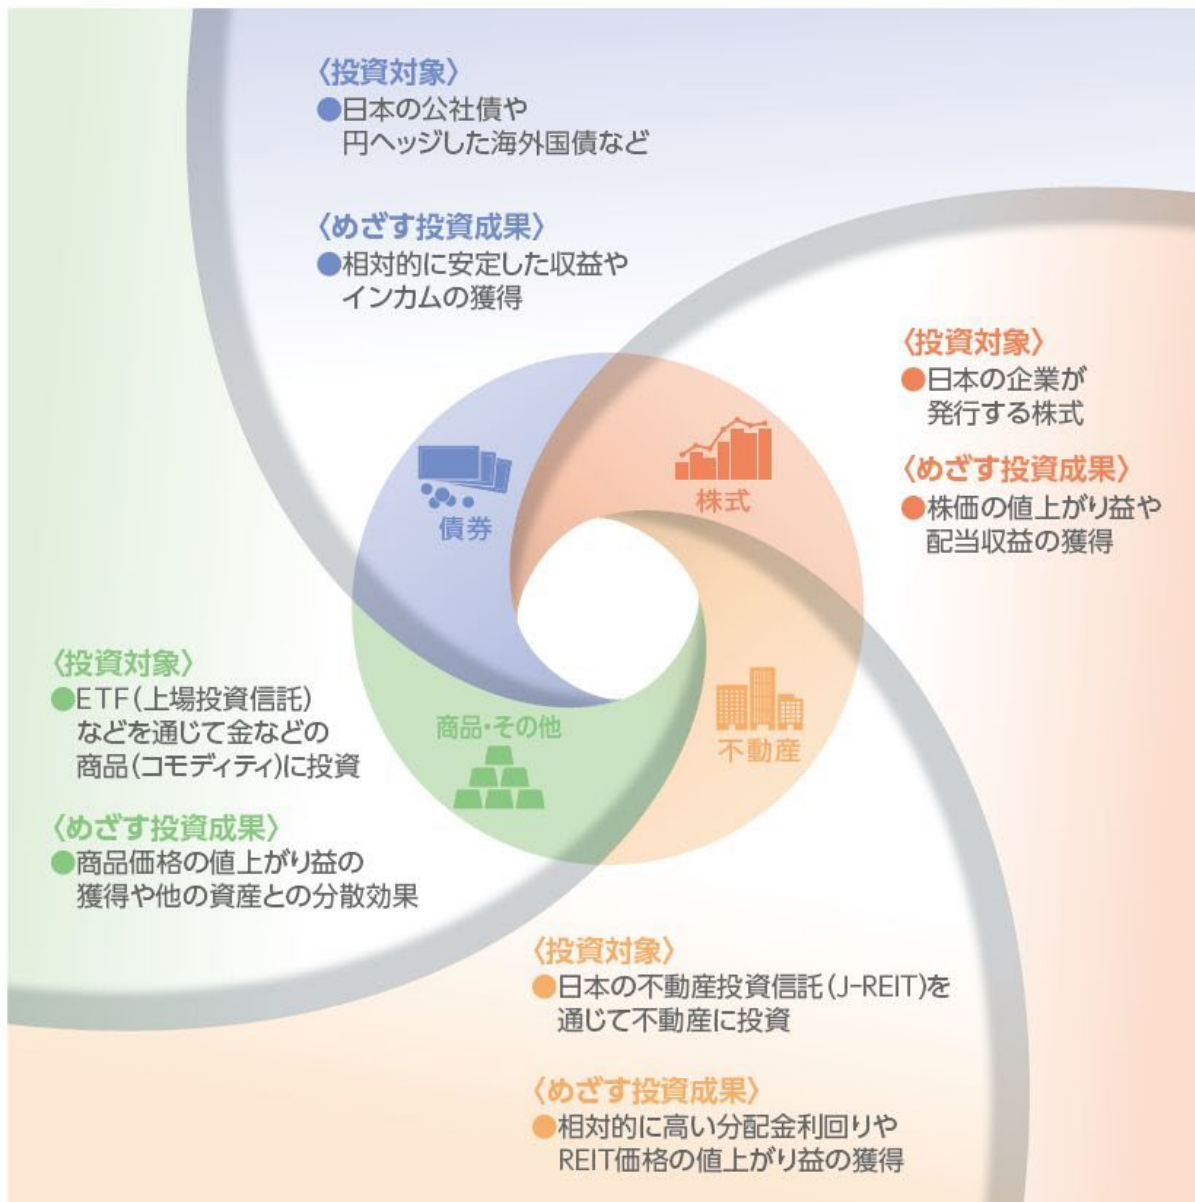 〈投資対象〉
●日本の公社債や
円ヘッジした海外国債など
〈めざす投資成果〉
●相対的に安定した収益や
インカムの獲得
債券
株式
〈投資対象〉
●日本の企業が
発行する株式
〈めざす投資成果〉
●株価の値上がり益や
配当収益の獲得
〈投資対象〉
●ETF(上場投資信託)
などを通じて金などの
商品(コモディティ)に投資
〈めざす投資成果〉
●商品価格の値上がり益の
獲得や他の資産との分散効果
商品・その他
不動産
〈投資対象〉
●日本の不動産投資信託(J-REIT)を
通じて不動産に投資
〈めざす投資成果〉
●相対的に高い分配金利回りや
REIT価格の値上がり益の獲得